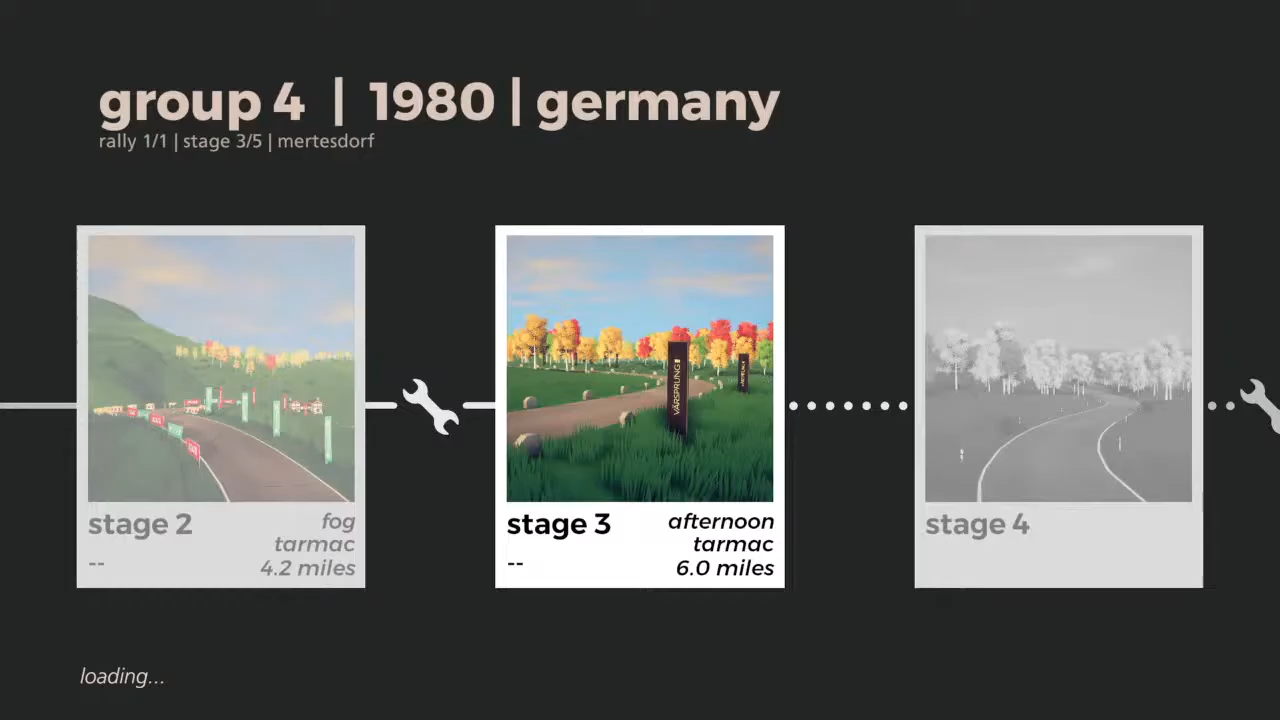 group 4 | 1980 | germany
rally 1/1 | stage 3/5 | mertesdorf
VÄRSPRUNG
stage 2
fog
tarmac
--
4.2 miles
stage 3
afternoon
tarmac
--
6.0 miles
stage 4
loading...